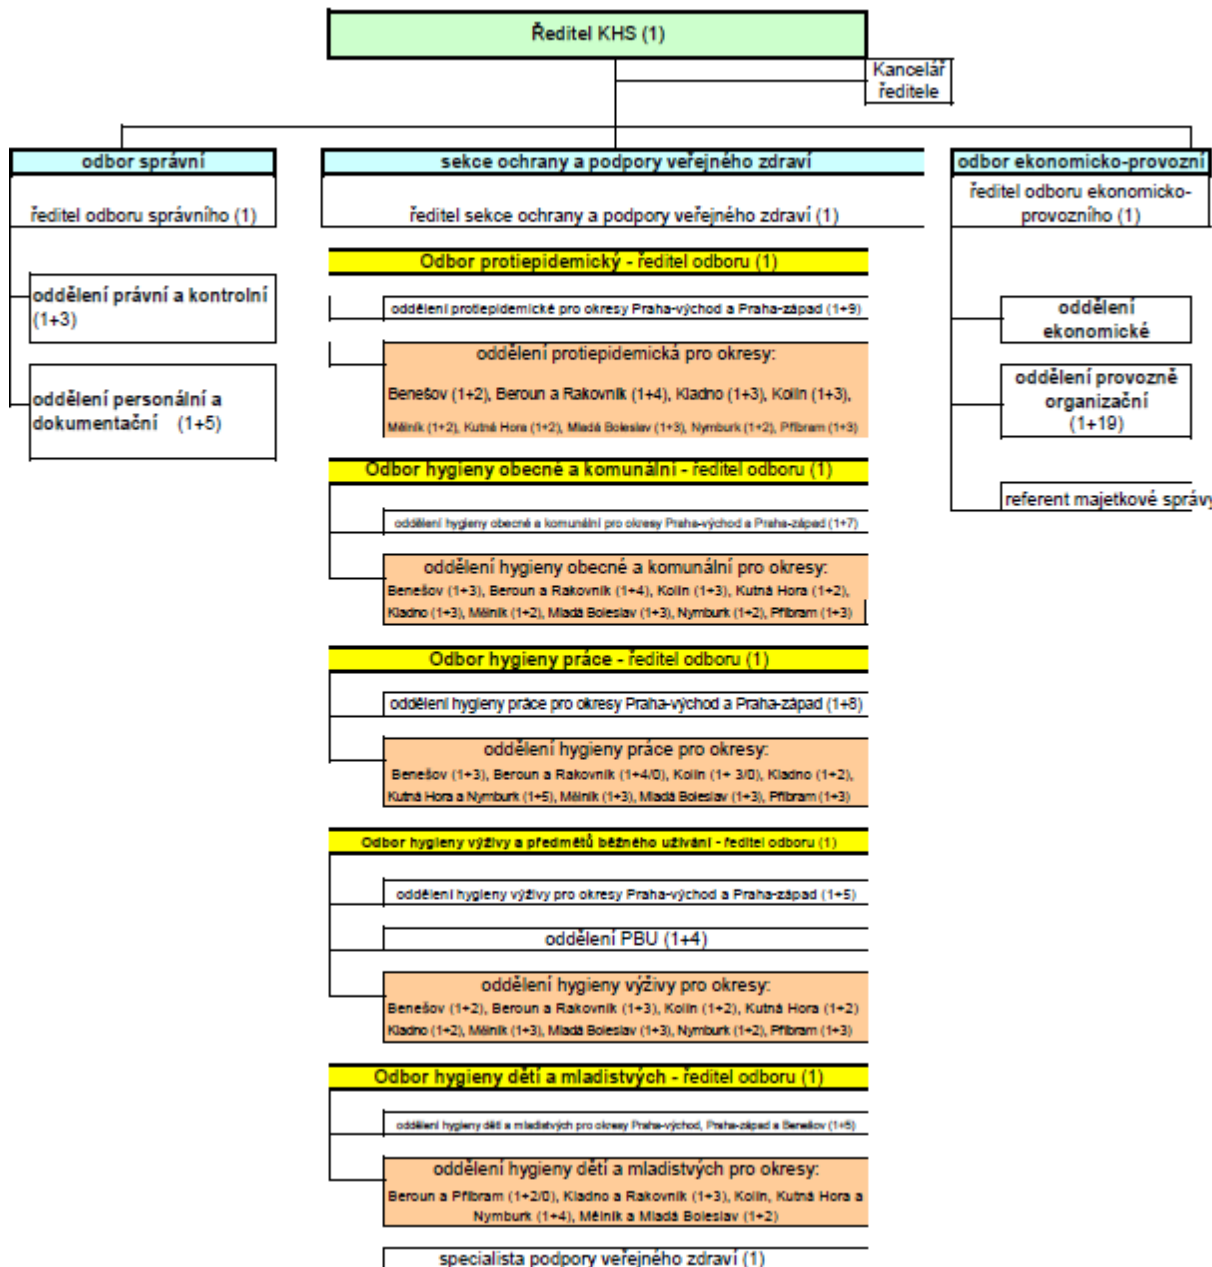 Ředitel KHS (1)
Kancelář
ředitele
odbor správní
ředitel odboru správního (1)
oddělení právní a kontrolní
(1+3)
oddělení personální a
dokumentační (1+5)
sekce ochrany a podpory veřejného zdraví
ředitel sekce ochrany a podpory veřejného zdraví (1)
Odbor protiepidemický - ředitel odboru (1)
oddělení protiepidemické pro okresy Praha-východ a Praha-západ (1+9)
oddělení protiepidemická pro okresy:
Benešov (1+2), Beroun a Rakovník (1+4), Kladno (1+3), Kolín (1+3),
Mělník (1+2), Kutná Hora (1+2), Mladá Boleslav (1+3), Nymburk (1+2), Příbram (1+3)
Odbor hygieny obecné a komunální - ředitel odboru (1)
oddělení hygieny obecné a komunální pro okresy Praha-východ a Praha-západ (1+7)
oddělení hygieny obecné a komunální pro okresy:
Benešov (1+3), Beroun a Rakovník (1+4), Kolín (1+3), Kutná Hora (1+2),
Kladno (1+3), Mělník (1+2), Mladá Boleslav (1+3), Nymburk (1+2), Příbram (1+3)
Odbor hygieny práce - ředitel odboru (1)
oddělení hygieny práce pro okresy Praha-východ a Praha-západ (1+8)
oddělení hygieny práce pro okresy:
Benešov (1+3), Beroun a Rakovník (1+4/0), Kolín (1+ 3/0), Kladno (1+2),
Kutná Hora a Nymburk (1+5), Mělník (1+3), Mladá Boleslav (1+3), Příbram (1+3)
Odbor hygieny výživy a předmětů běžného užívání - ředitel odboru (1)
oddělení hygieny výživy pro okresy Praha-východ a Praha-západ (1+5)
oddělení PBU (1+4)
oddělení hygieny výživy pro okresy:
Benešov (1+2), Beroun a Rakovník (1+3), Kolín (1+2), Kutná Hora (1+2)
Kladno (1+2), Mělník (1+3), Mladá Boleslav (1+3), Nymburk (1+2), Příbram (1+3)
Odbor hygieny dětí a mladistvých - ředitel odboru (1)
oddělení hygieny dětí a mladistvých pro okresy Praha-východ, Praha-západ a Benešov (1+6)
oddělení hygieny dětí a mladistvých pro okresy:
Beroun a Příbram (1+2/0), Kladno a Rakovník (1+3), Kolín, Kutná Hora a
Nymburk (1+4), Mělník a Mladá Boleslav (1+2)
specialista podpory veřejného zdraví (1)
odbor ekonomicko-provozní
ředitel odboru ekonomicko-
provozního (1)
oddělení
ekonomické
oddělení provozně
organizační
(1+19)
referent majetkové správy